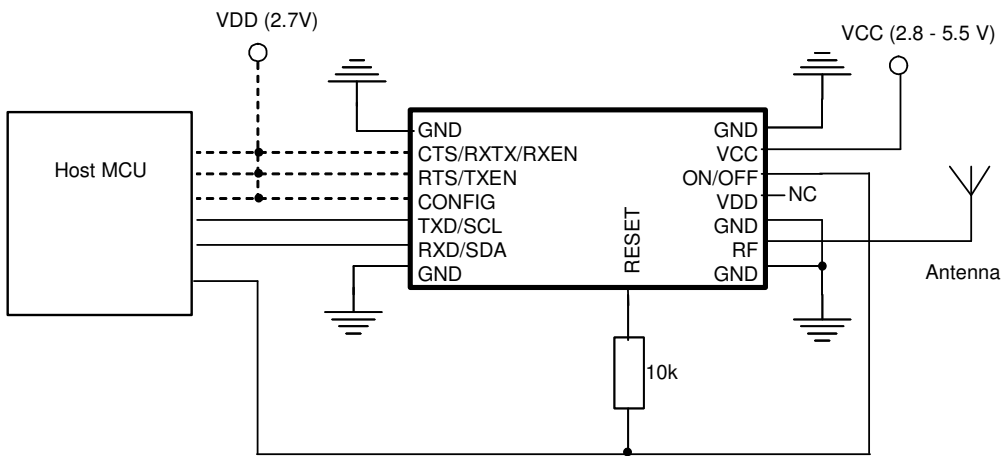 VDD (2.7V)
VCC (2.8 - 5.5 V)
Host MCU
GND
CTS/RXTX/RXEN
RTS/TXEN
CONFIG
TXD/SCL
RXD/SDA
GND
RESET
GND
VCC
ON/OFF
VDD
NC
GND
RF
GND
Antenna
10k